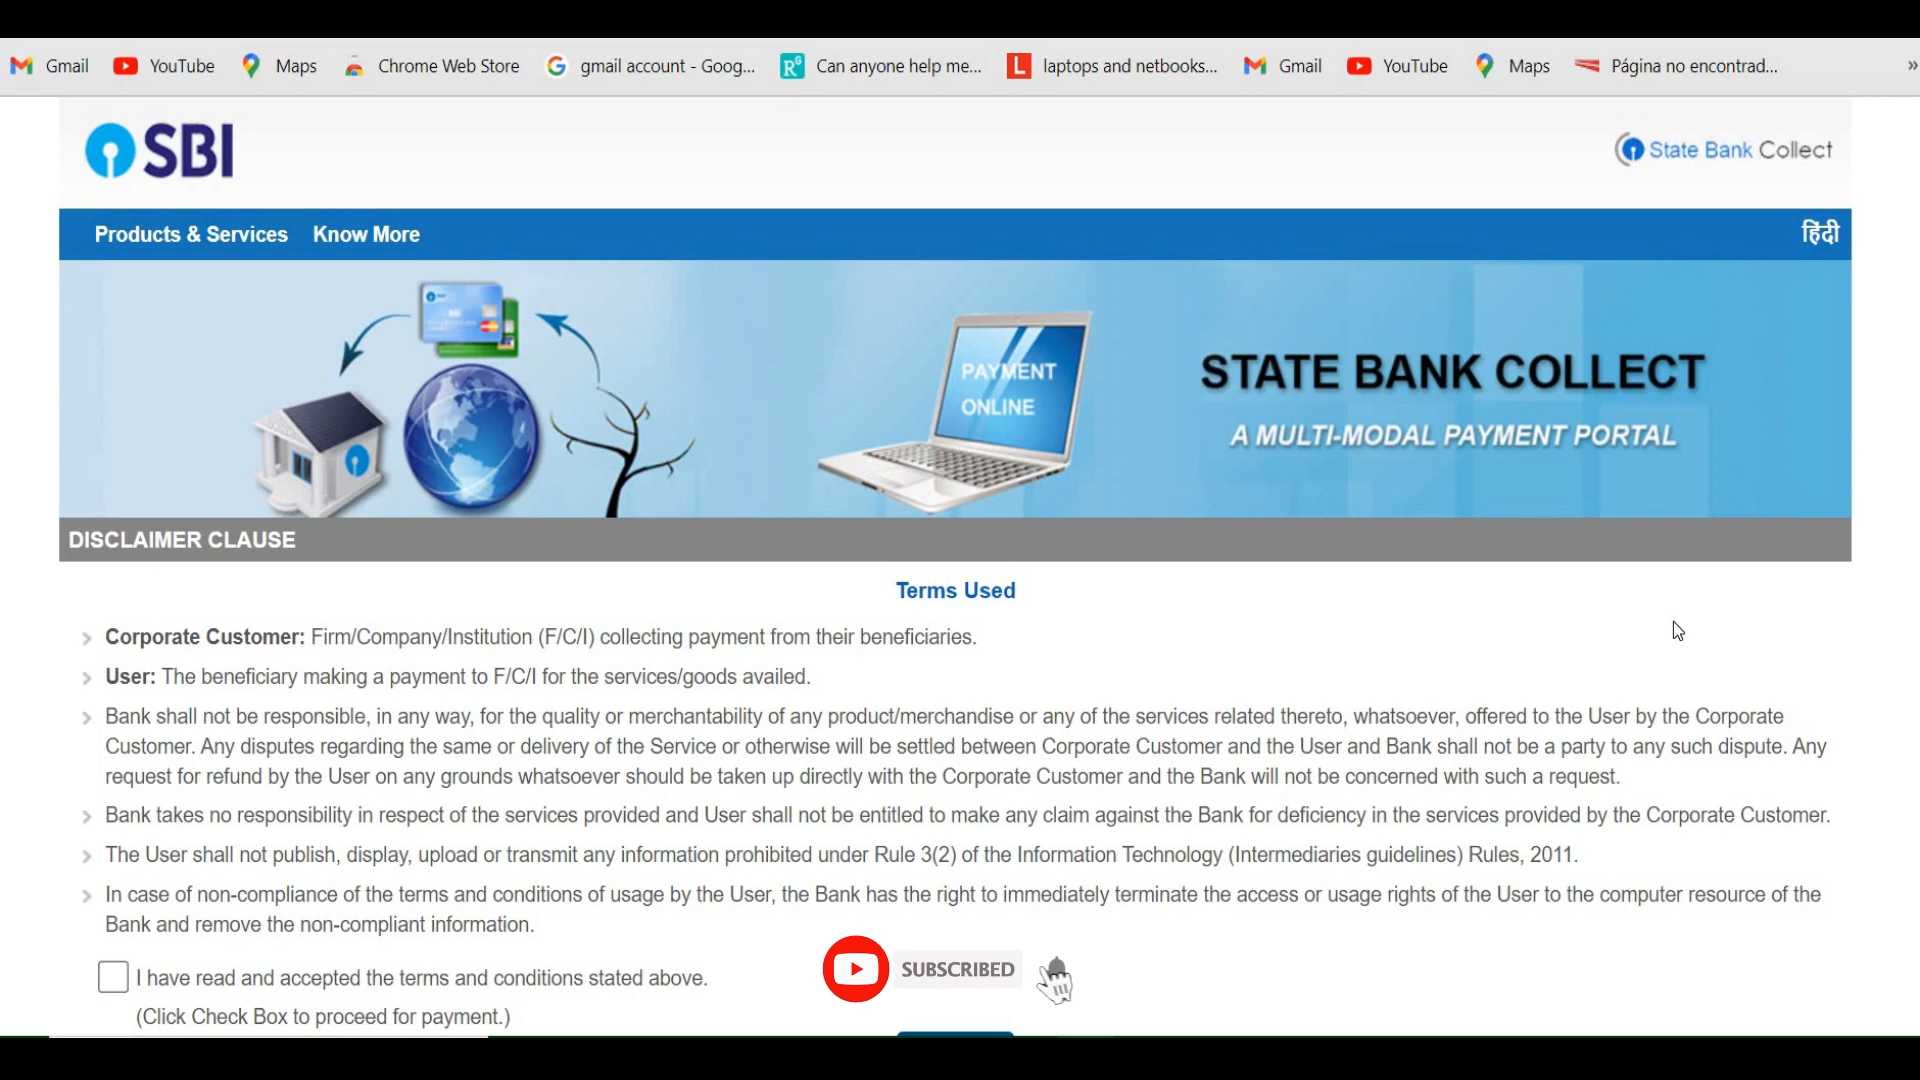 Gmail YouTube Maps Chrome Web Store gmail account - Goog... Can anyone help me... laptops and netbooks... Gmail YouTube Maps Página no encontrad... »
SBI
State Bank Collect
Products & Services Know More हिंदी
PAYMENT
ONLINE
STATE BANK COLLECT
A MULTI-MODAL PAYMENT PORTAL
DISCLAIMER CLAUSE
Terms Used
Corporate Customer: Firm/Company/Institution (F/C/I) collecting payment from their beneficiaries.
User: The beneficiary making a payment to F/C/I for the services/goods availed.
Bank shall not be responsible, in any way, for the quality or merchantability of any product/merchandise or any of the services related thereto, whatsoever, offered to the User by the Corporate
Customer. Any disputes regarding the same or delivery of the Service or otherwise will be settled between Corporate Customer and the User and Bank shall not be a party to any such dispute. Any
request for refund by the User on any grounds whatsoever should be taken up directly with the Corporate Customer and the Bank will not be concerned with such a request.
Bank takes no responsibility in respect of the services provided and User shall not be entitled to make any claim against the Bank for deficiency in the services provided by the Corporate Customer.
The User shall not publish, display, upload or transmit any information prohibited under Rule 3(2) of the Information Technology (Intermediaries guidelines) Rules, 2011.
In case of non-compliance of the terms and conditions of usage by the User, the Bank has the right to immediately terminate the access or usage rights of the User to the computer resource of the
Bank and remove the non-compliant information.
I have read and accepted the terms and conditions stated above.
(Click Check Box to proceed for payment.)
SUBSCRIBED